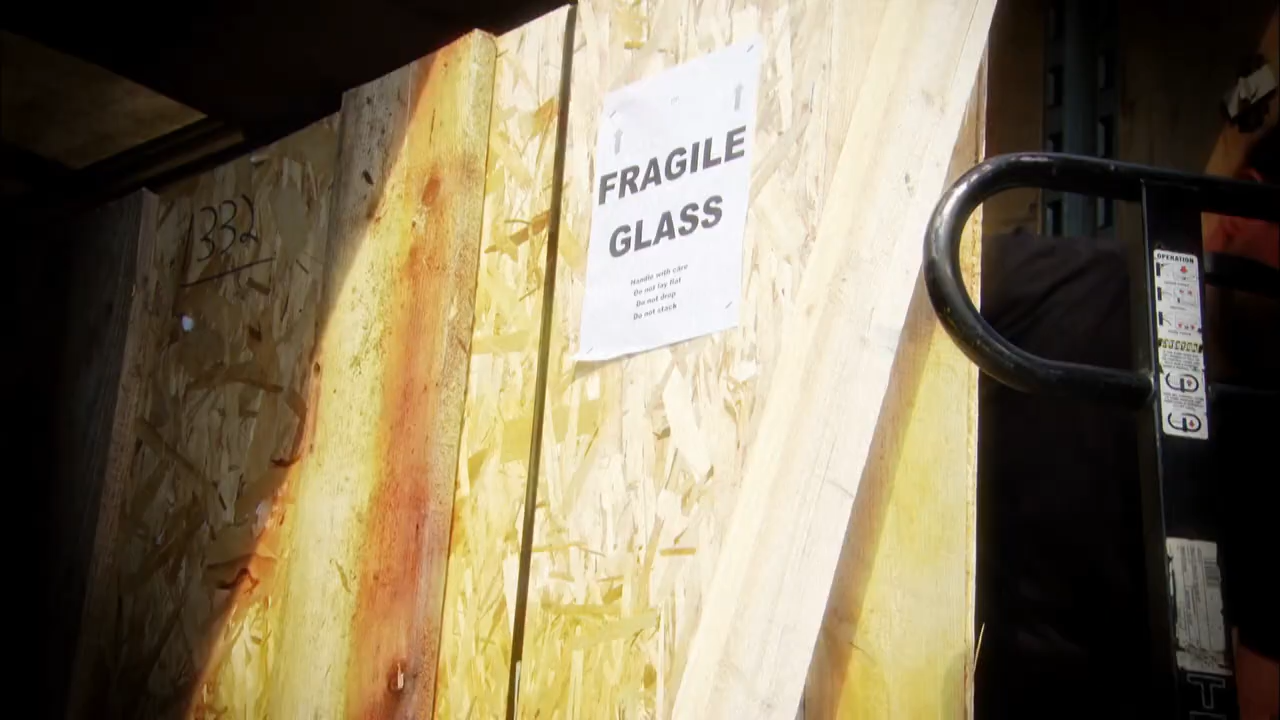 332
FRAGILE
GLASS
Handle with care
Do not lay flat
Do not drop
Do not stack
OPERATION